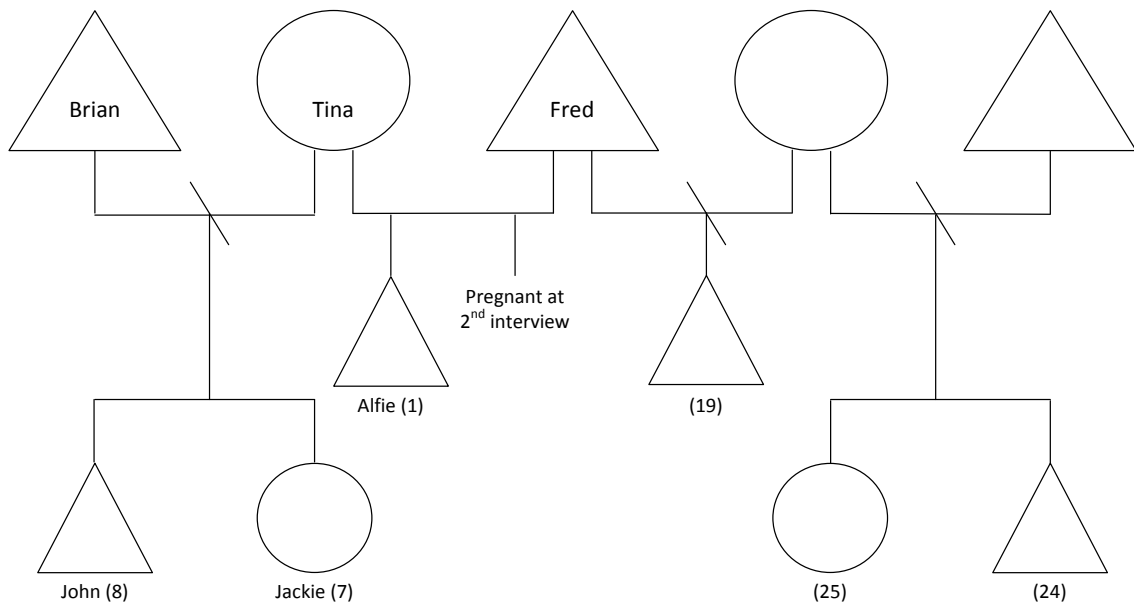 Brian
Tina
Fred
Pregnant at
2nd interview
Alfie (1)
(19)
John (8)
Jackie (7)
(25)
(24)